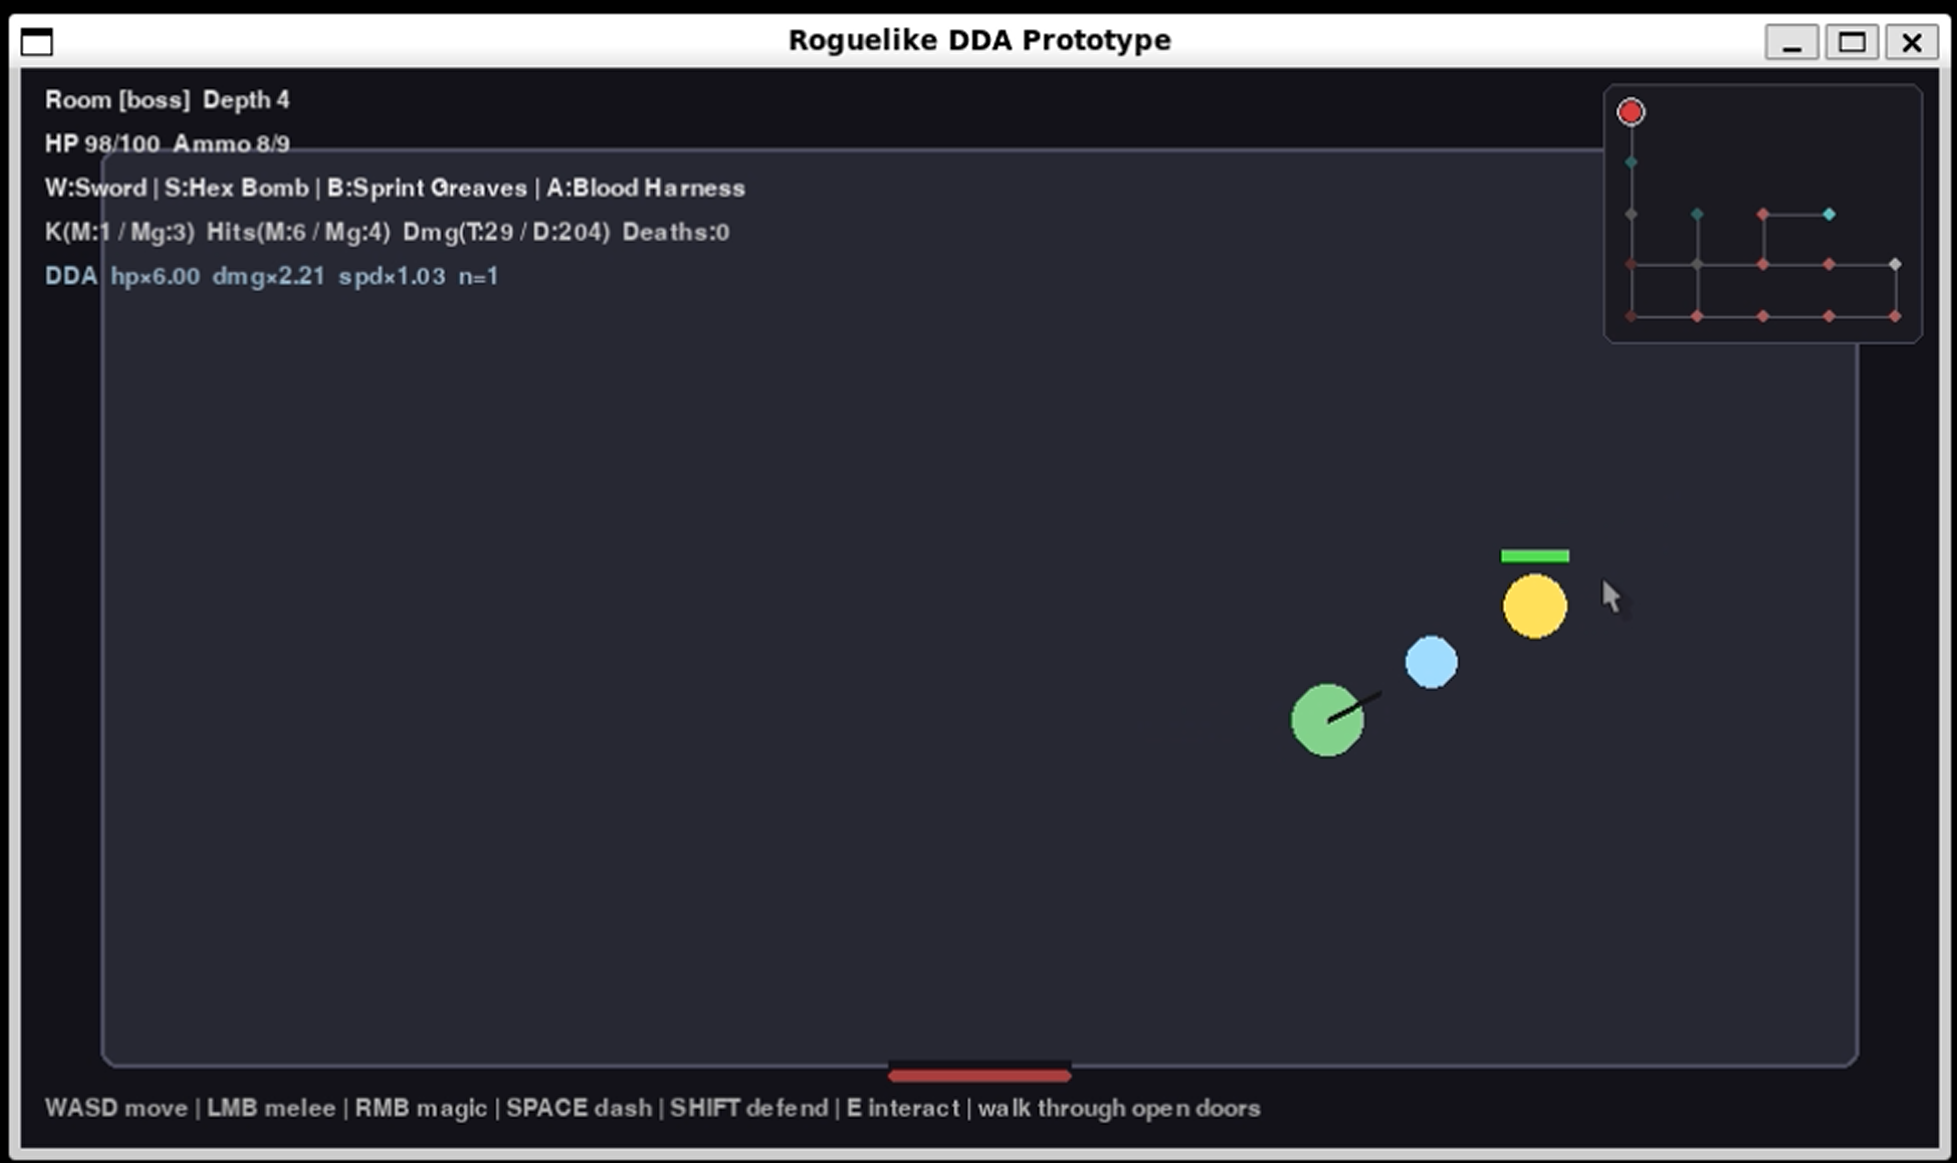 Roguelike DDA Prototype
Room [boss] Depth 4
HP 98/100 Ammo 8/9
W:Sword | S:Hex Bomb | B:Sprint Greaves | A:Blood Harness
K(M:1 / Mg:3) Hits(M:6 / Mg:4) Dmg(T:29 / D:204) Deaths:0
DDA hp×6.00 dmg×2.21 spd×1.03 n=1
WASD move | LMB melee | RMB magic | SPACE dash | SHIFT defend | E interact | walk through open doors